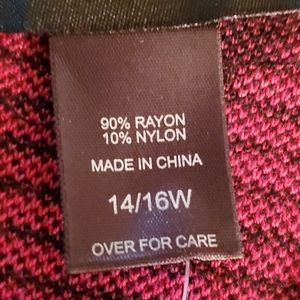 90% RAYON
10% NYLON
MADE IN CHINA
14/16W
OVER FOR CARE